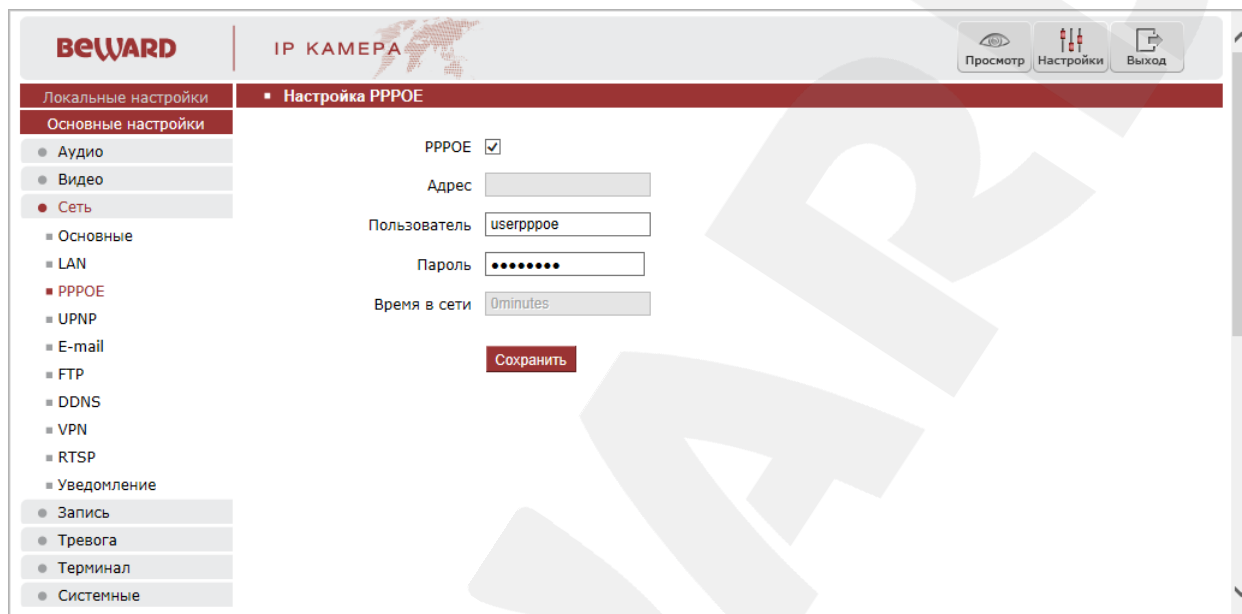 BEWARD
IP КАМЕРА
Просмотр
Настройки
Выход
Локальные настройки
Основные настройки
Аудио
Видео
Сеть
Основные
LAN
PPPOE
UPNP
E-mail
FTP
DDNS
VPN
RTSP
Уведомление
Запись
Тревога
Терминал
Системные
Настройка PPPOE
PPPOE
Адрес
Пользователь userpppoe
Пароль ••••••••
Время в сети 0minutes
Сохранить